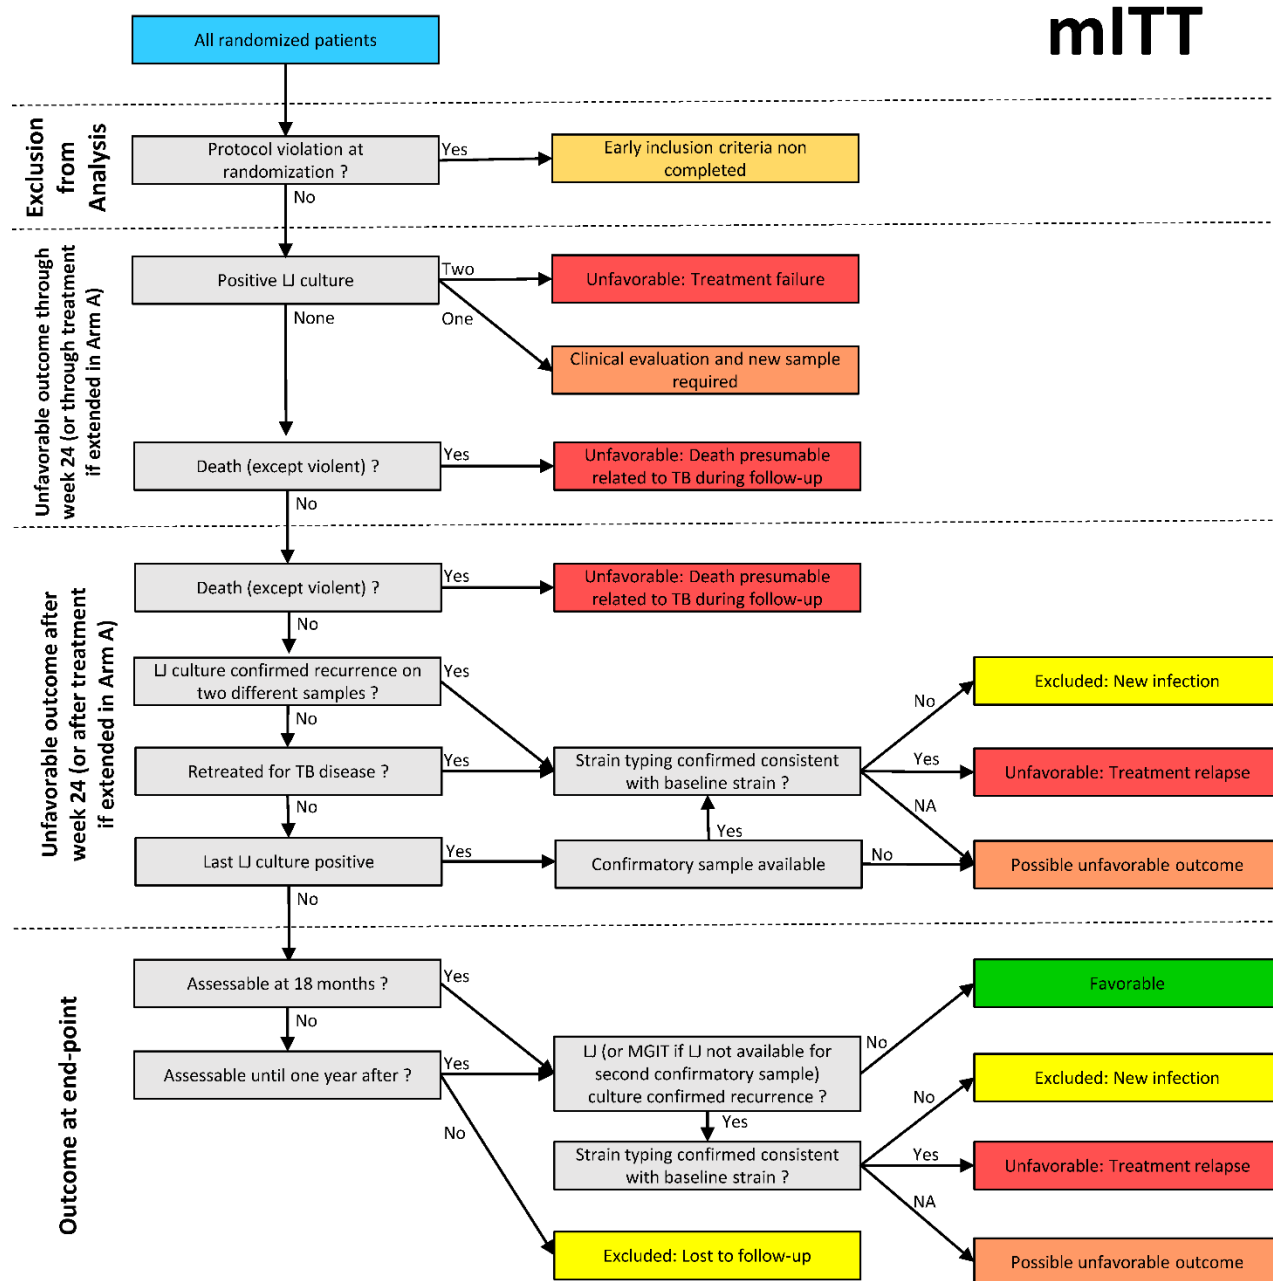 mITT
All randomized patients
Exclusion
from
Analysis
Protocol violation at
randomization ?
Yes
Early inclusion criteria non
completed
No
Unfavorable outcome through
week 24 (or through treatment
if extended in Arm A)
Positive LJ culture
Two
Unfavorable: Treatment failure
None
One
Clinical evaluation and new sample
required
Death (except violent) ?
Yes
Unfavorable: Death presumable
related to TB during follow-up
No
Unfavorable outcome after
week 24 (or after treatment
if extended in Arm A)
Death (except violent) ?
Yes
Unfavorable: Death presumable
related to TB during follow-up
No
LJ culture confirmed recurrence on
two different samples ?
Yes
No
Excluded: New infection
No
Retreated for TB disease ?
Yes
Strain typing confirmed consistent
with baseline strain ?
Yes
Unfavorable: Treatment relapse
NA
No
Yes
Last LJ culture positive
Yes
Confirmatory sample available
No
Possible unfavorable outcome
No
Outcome at end-point
Assessable at 18 months ?
Yes
Favorable
No
No
Assessable until one year after ?
Yes
LJ (or MGIT if LJ not available for
second confirmatory sample)
culture confirmed recurrence ?
Excluded: New infection
No
No
Yes
Strain typing confirmed consistent
with baseline strain ?
Yes
Unfavorable: Treatment relapse
NA
Excluded: Lost to follow-up
Possible unfavorable outcome